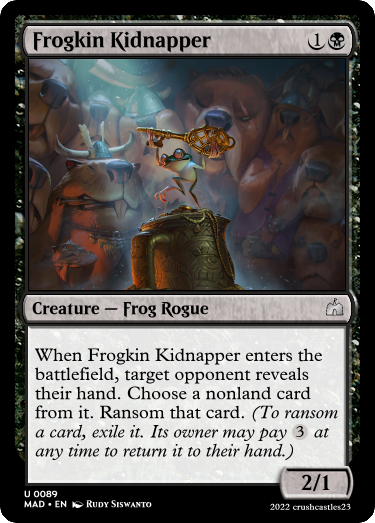 Frogkin Kidnapper 1
Creature — Frog Rogue
When Frogkin Kidnapper enters the
battlefield, target opponent reveals
their hand. Choose a nonland card
from it. Ransom that card. (To ransom
a card, exile it. Its owner may pay 3 at
any time to return it to their hand.)
2/1
U 0089
MAD • EN Rudy Siswanto
2022 crushcastles23